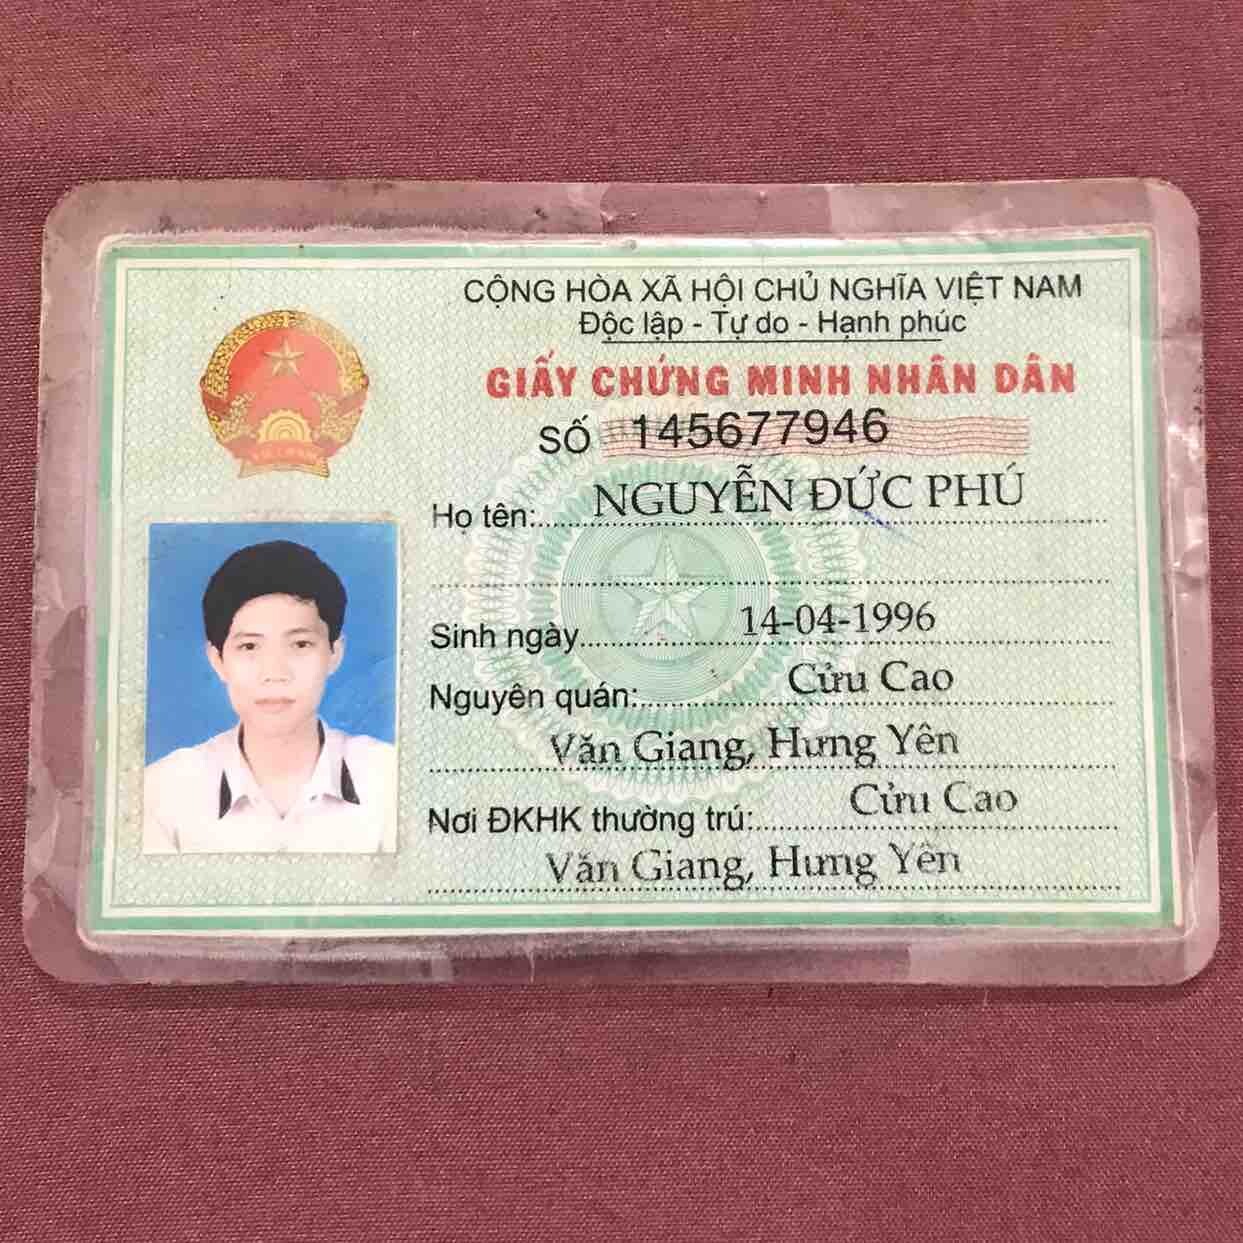 CỘNG HÒA XÃ HỘI CHỦ NGHĨA VIỆT NAM
Độc lập - Tự do - Hạnh phúc
GIẤY CHỨNG MINH NHÂN DÂN
SỐ 145677946
Họ tên:..... NGUYỄN ĐỨC PHÚ
Sinh ngày..... 14-04-1996
Nguyên quán:..... Cửu Cao
Văn Giang, Hưng Yên
Nơi ĐKHK thường trú:..... Cửu Cao
Văn Giang, Hưng Yên